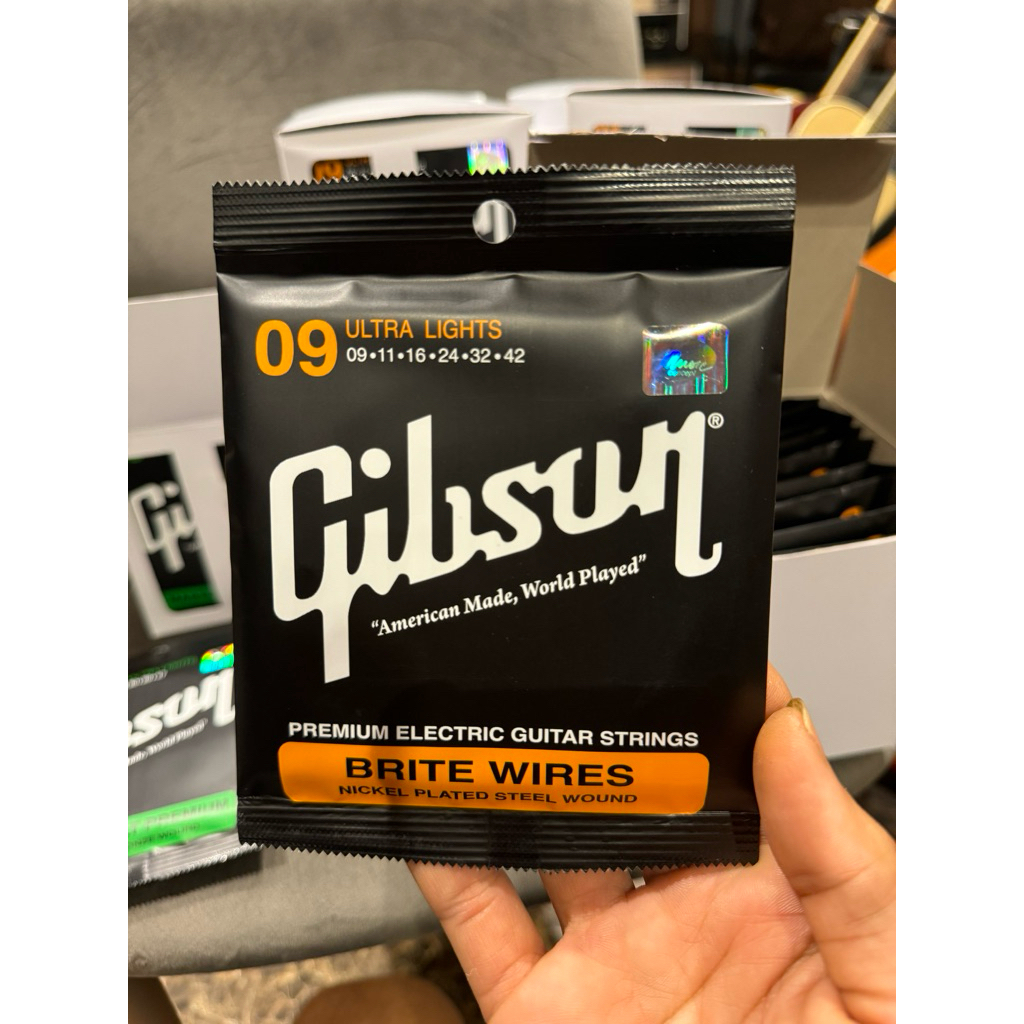 09 ULTRA LIGHTS
09•11•16•24•32•42
Gibson®
“American Made, World Played”
PREMIUM ELECTRIC GUITAR STRINGS
BRITE WIRES
NICKEL PLATED STEEL WOUND